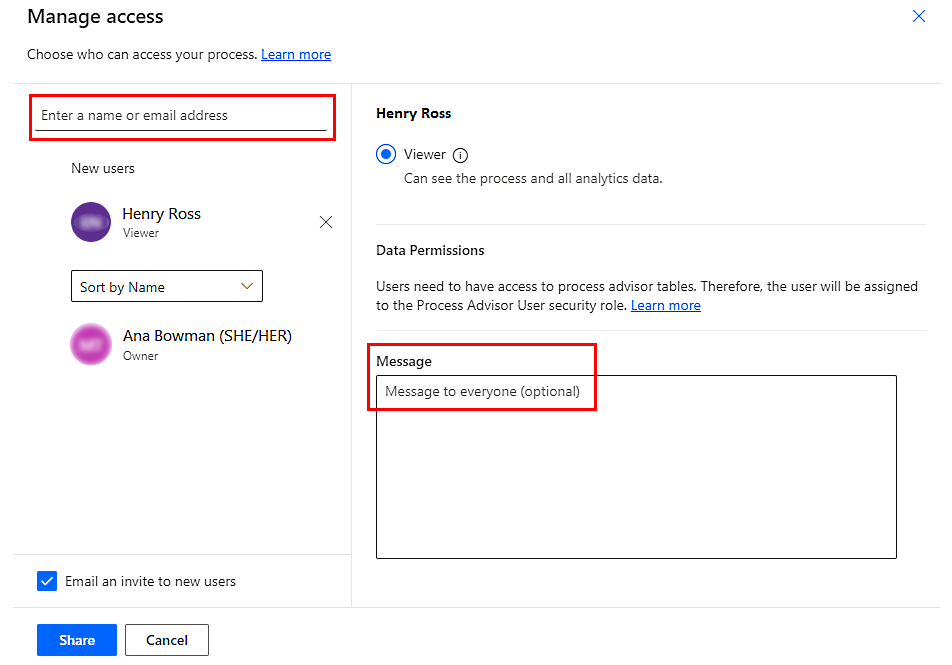 Manage access
Choose who can access your process. Learn more
Enter a name or email address
New users
Henry Ross
Viewer
Sort by Name
Ana Bowman (SHE/HER)
Owner
Email an invite to new users
Share
Cancel
Henry Ross
Viewer
Can see the process and all analytics data.
Data Permissions
Users need to have access to process advisor tables. Therefore, the user will be assigned
to the Process Advisor User security role. Learn more
Message
Message to everyone (optional)